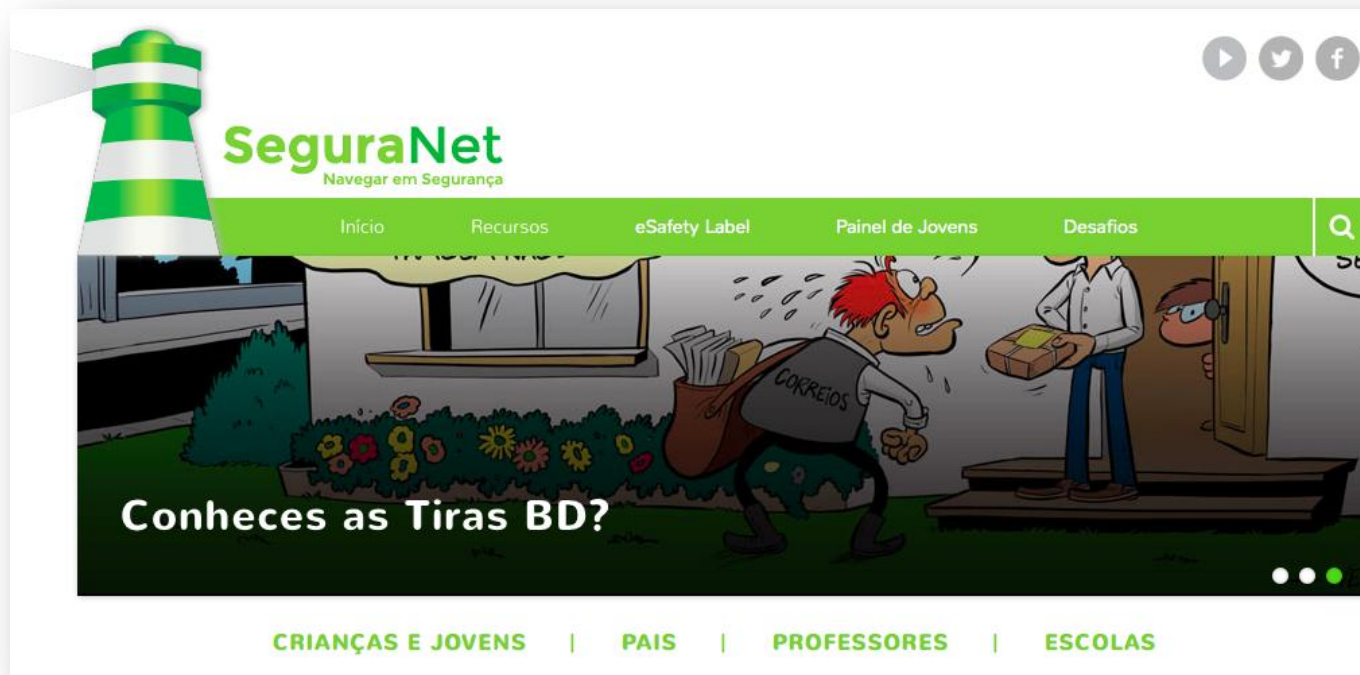 SeguraNet
Navegar em Segurança
Início Recursos eSafety Label Painel de Jovens Desafios
CORREIOS
Conheces as Tiras BD?
CRIANÇAS E JOVENS | PAIS | PROFESSORES | ESCOLAS